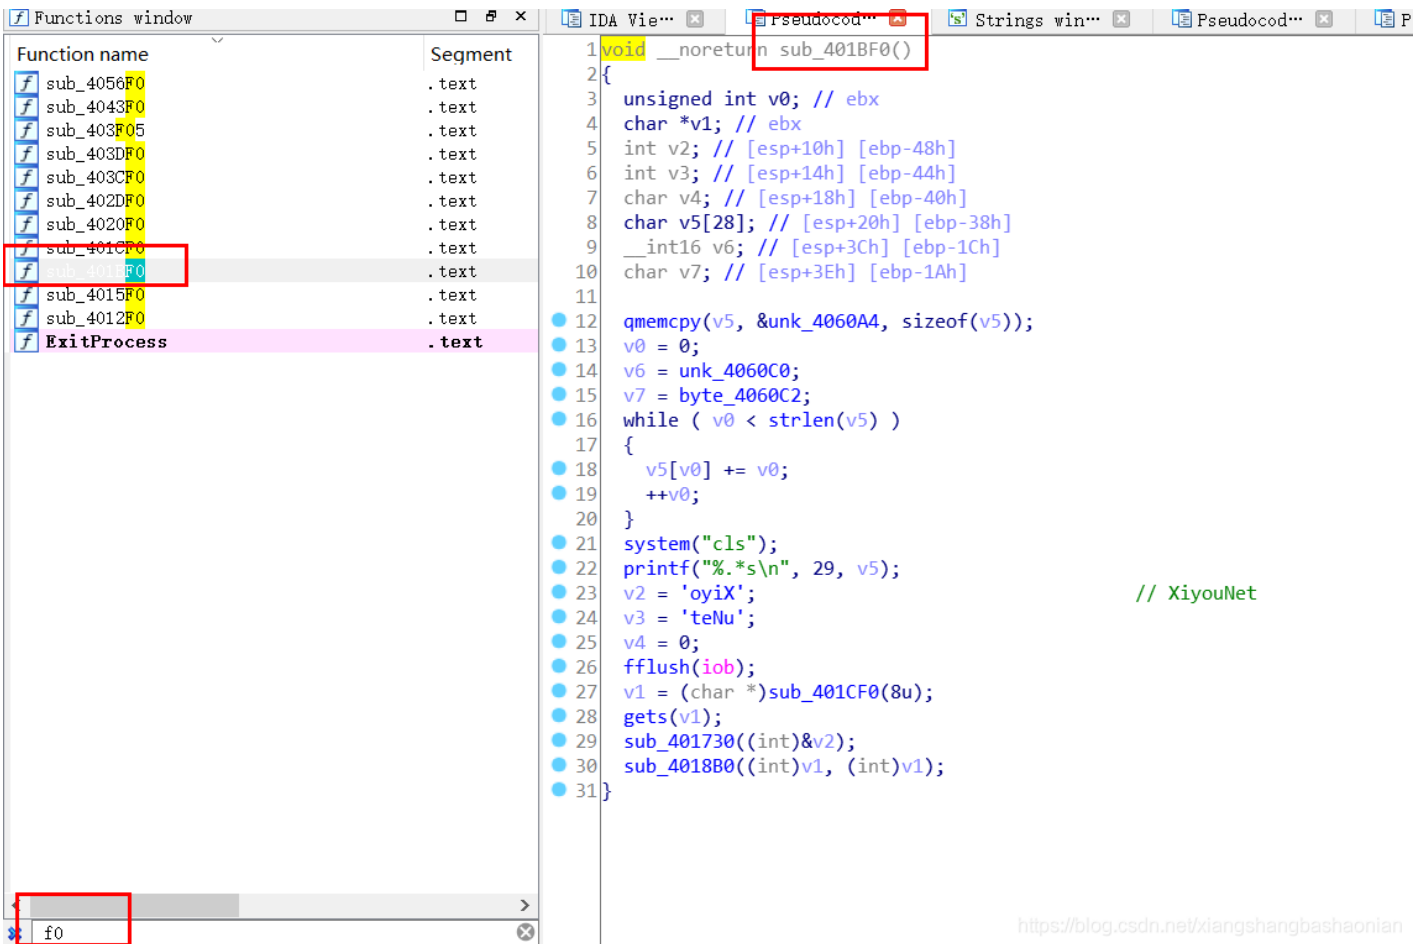 Functions window
IDA Vie···
Pseudocod···
Strings win···
Pseudocod···
P
Function name
Segment
sub_4056F0 .text
sub_4043F0 .text
sub_403F05 .text
sub_403DF0 .text
sub_403CF0 .text
sub_402DF0 .text
sub_4020F0 .text
sub_401CF0 .text
sub_401BF0 .text
sub_4015F0 .text
sub_4012F0 .text
ExitProcess .text
f0
1 void __noreturn sub_401BF0()
2 {
3 unsigned int v0; // ebx
4 char *v1; // ebx
5 int v2; // [esp+10h] [ebp-48h]
6 int v3; // [esp+14h] [ebp-44h]
7 char v4; // [esp+18h] [ebp-40h]
8 char v5[28]; // [esp+20h] [ebp-38h]
9 __int16 v6; // [esp+3Ch] [ebp-1Ch]
10 char v7; // [esp+3Eh] [ebp-1Ah]
11
12 qmemcpy(v5, &unk_4060A4, sizeof(v5));
13 v0 = 0;
14 v6 = unk_4060C0;
15 v7 = byte_4060C2;
16 while ( v0 < strlen(v5) )
17 {
18 v5[v0] += v0;
19 ++v0;
20 }
21 system("cls");
22 printf("%.*s\n", 29, v5);
23 v2 = 'oyiX'; // XiyouNet
24 v3 = 'teNu';
25 v4 = 0;
26 fflush(iob);
27 v1 = (char *)sub_401CF0(8u);
28 gets(v1);
29 sub_401730((int)&v2);
30 sub_4018B0((int)v1, (int)v1);
31 }
https://blog.csdn.net/xiangshangbashaonian